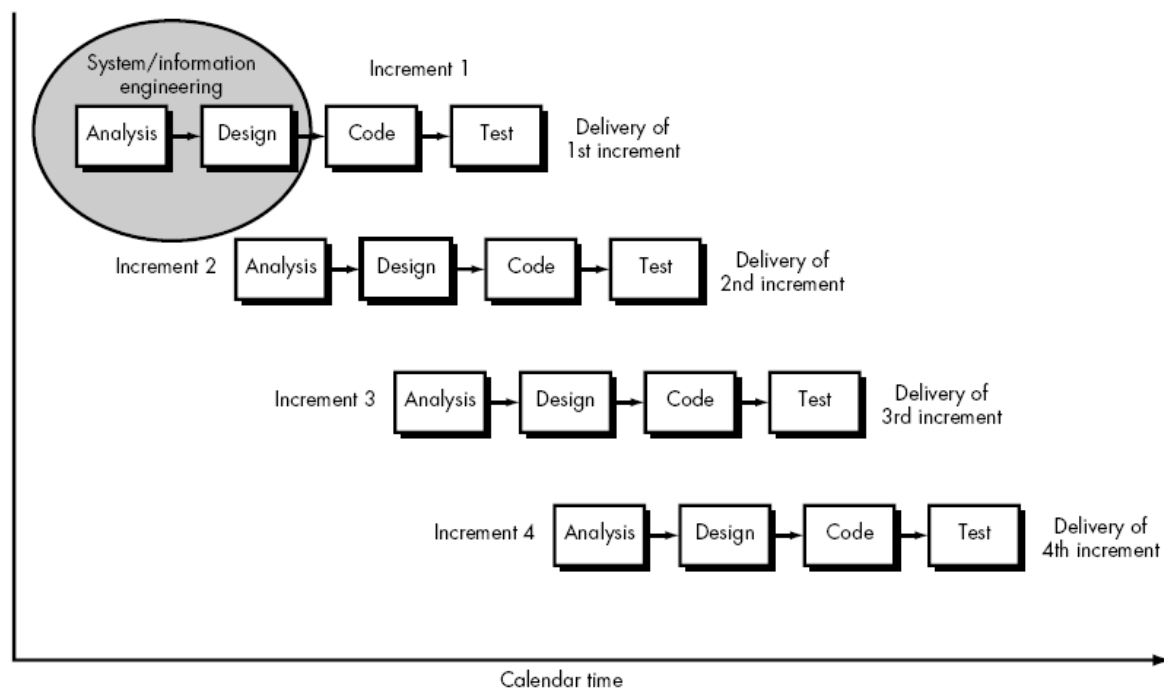 System/information
engineering
Increment 1
Analysis
Design
Code
Test
Delivery of
1st increment
Increment 2
Analysis
Design
Code
Test
Delivery of
2nd increment
Increment 3
Analysis
Design
Code
Test
Delivery of
3rd increment
Increment 4
Analysis
Design
Code
Test
Delivery of
4th increment
Calendar time